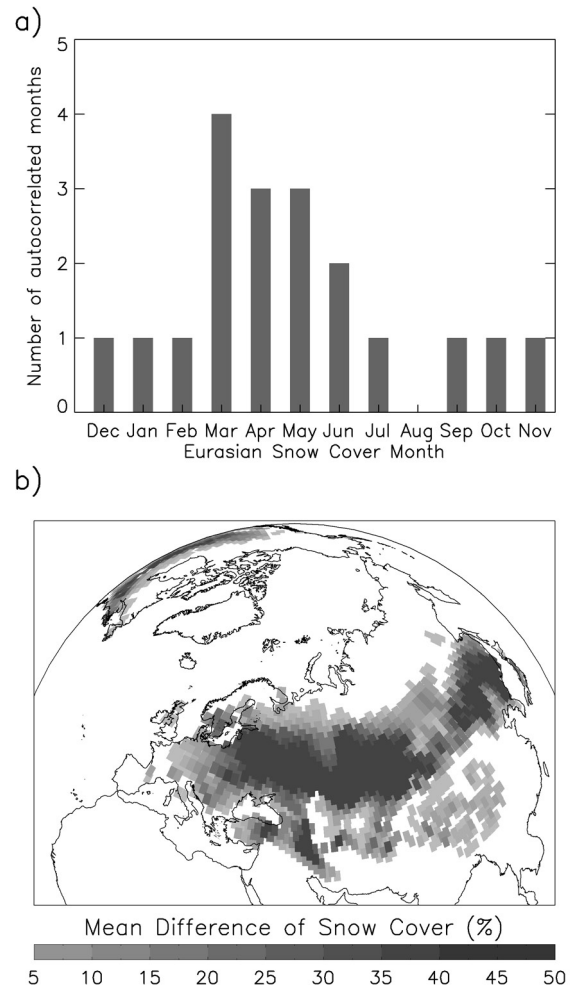 a)
5
4
3
2
1
0
Number of autocorrelated months
Dec Jan Feb Mar Apr May Jun Jul Aug Sep Oct Nov
Eurasian Snow Cover Month
b)
Mean Difference of Snow Cover (%)
5 10 15 20 25 30 35 40 45 50